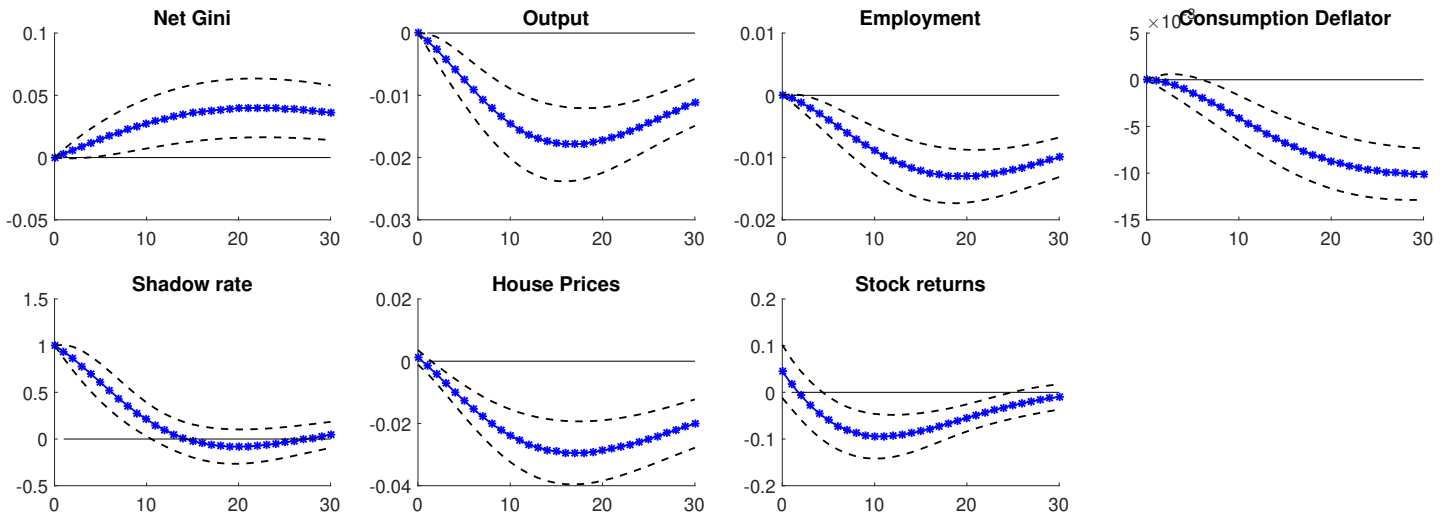 Net Gini
0.1
0.05
0
-0.05
0 10 20 30
Output
0
-0.01
-0.02
-0.03
0 10 20 30
Employment
0.01
0
-0.01
-0.02
0 10 20 30
Consumption Deflator
×10
5
0
-5
-10
-15
0 10 20 30
Shadow rate
1.5
1
0.5
0
-0.5
0 10 20 30
House Prices
0.02
0
-0.02
-0.04
0 10 20 30
Stock returns
0.2
0.1
0
-0.1
-0.2
0 10 20 30